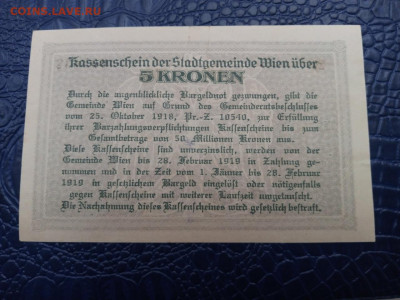 COINS.LAVE.RU
Kassenschein der Stadtgemeinde Wien über
5 KRONEN
Durch die augenblickliche Bargeldnot gezwungen, gibt die
Gemeinde Wien auf Grund des Gemeinderatsbeschlusses
vom 25. Oktober 1918, Pr.-Z. 10540, zur Erfüllung
ihrer Barzahlungsverpflichtungen Kassenscheine bis zum
Gesamtbetrage von 50 Millionen Kronen aus.
Diese Kassenscheine sind unverzinslich, werden von der
Gemeinde Wien bis 28. Februar 1919 in Zahlung ge-
nommen und in der Zeit vom 1. Jänner bis 28. Februar
1919 in gesetzlichem Bargeld eingelöst oder nötigenfalls
gegen Kassenscheine mit weiterer Laufzeit umgetauscht.
Die Nachahmung dieses Kassenscheines wird gesetzlich bestraft.